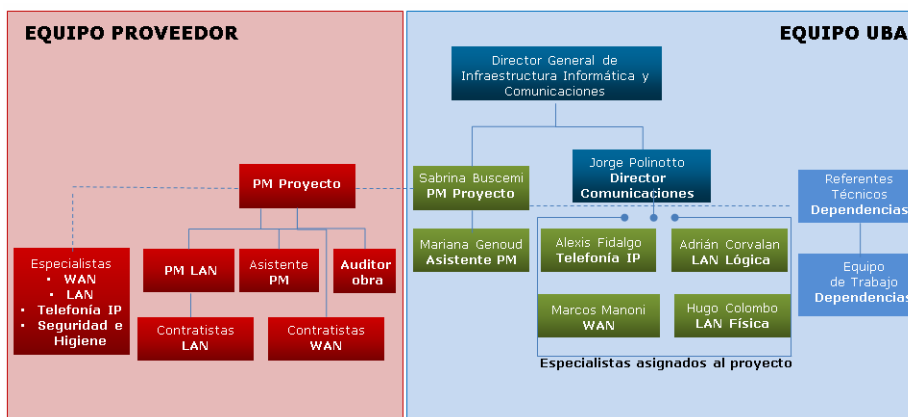 EQUIPO PROVEEDOR
EQUIPO UBA
Director General de
Infraestructura Informática y
Comunicaciones
PM Proyecto
Sabrina Buscemi
PM Proyecto
Jorge Polinotto
Director
Comunicaciones
Referentes
Técnicos
Dependencias
Especialistas
• WAN
• LAN
• Telefonía IP
• Seguridad e
Higiene
PM LAN
Asistente
PM
Auditor
obra
Mariana Genoud
Asistente PM
Alexis Fidalgo
Telefonía IP
Adrián Corvalan
LAN Lógica
Equipo
de Trabajo
Dependencias
Contratistas
LAN
Contratistas
WAN
Marcos Manoni
WAN
Hugo Colombo
LAN Física
Especialistas asignados al proyecto